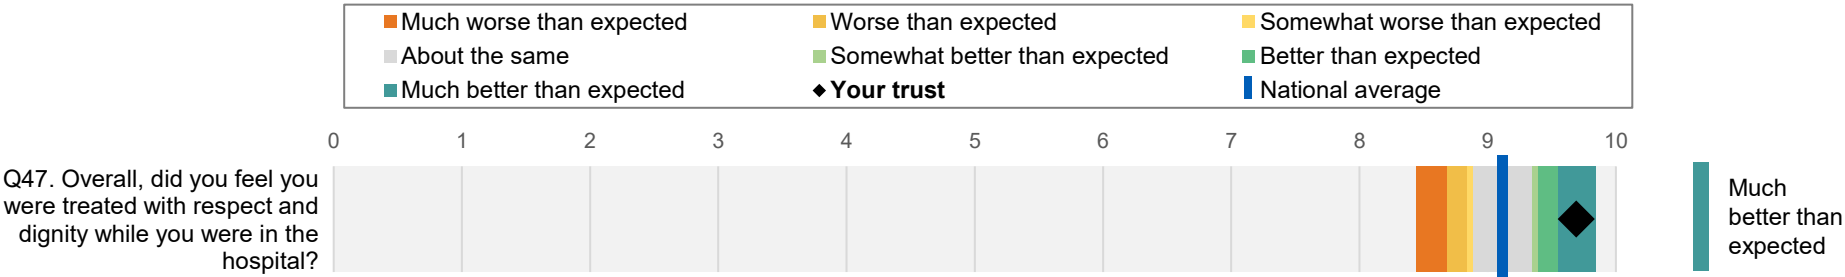 Much worse than expected Worse than expected Somewhat worse than expected
About the same Somewhat better than expected Better than expected
Much better than expected Your trust National average
0 1 2 3 4 5 6 7 8 9 10
Q47. Overall, did you feel you
were treated with respect and
dignity while you were in the
hospital?
Much
better than
expected